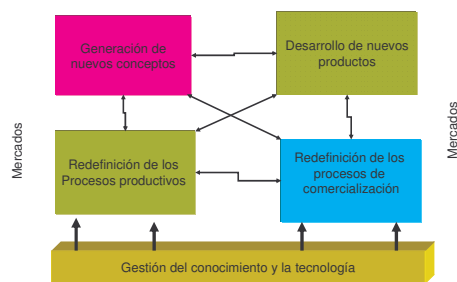 Generación de
nuevos conceptos
Desarrollo de nuevos
productos
Mercados
Mercados
Redefinición de los
Procesos productivos
Redefinición de los
procesos de
comercialización
Gestión del conocimiento y la tecnología